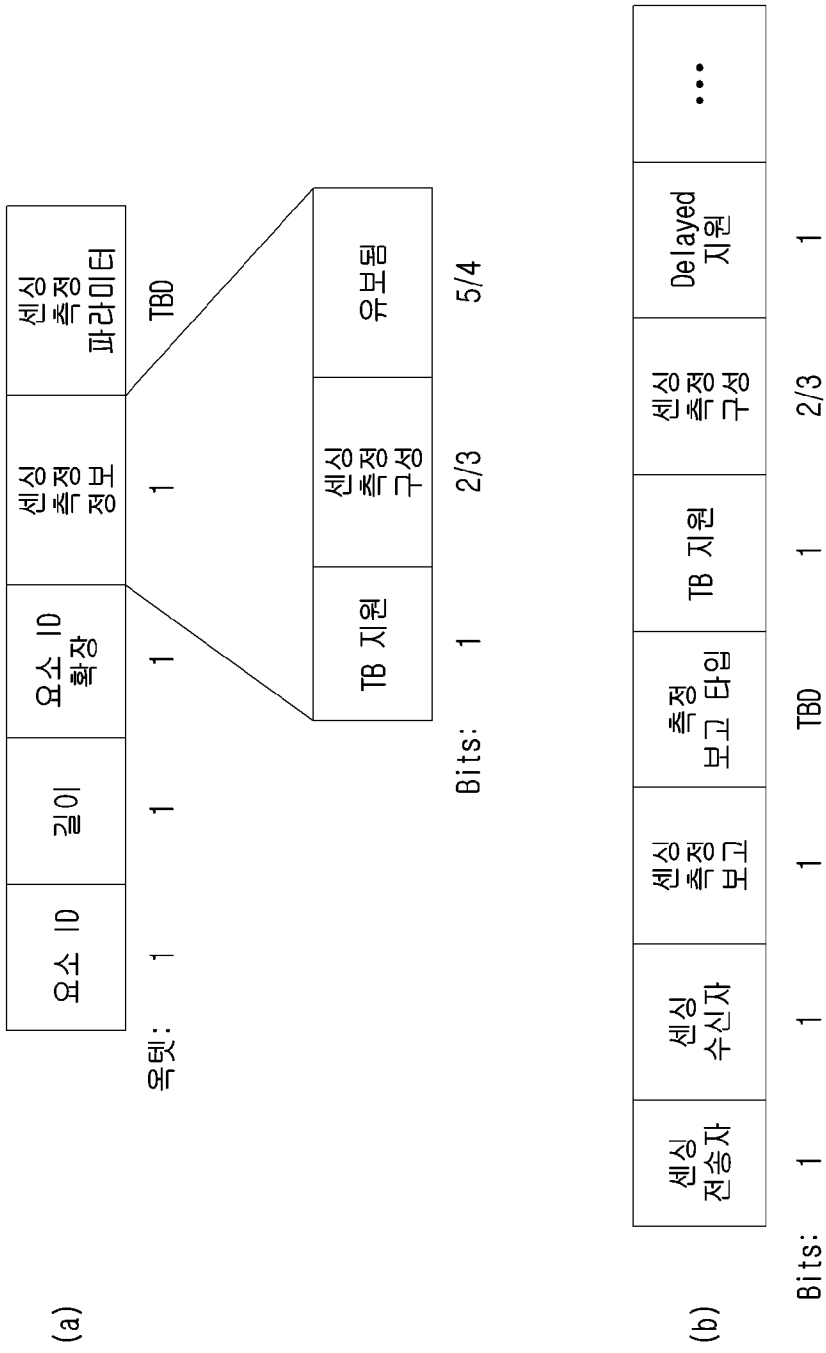 (a)
요소 ID
길이
요소 ID
확장
센싱
측정
정보
센싱
측정
파라미터
옥텟:
1
1
1
1
TBD
TB 지원
센싱
측정
구성
유보됨
Bits:
1
2/3
5/4
(b)
센싱
전송자
센싱
수신자
센싱
측정
보고
측정
보고 타입
TB 지원
센싱
측정
구성
Delayed
지원
...
Bits:
1
1
1
TBD
1
2/3
1